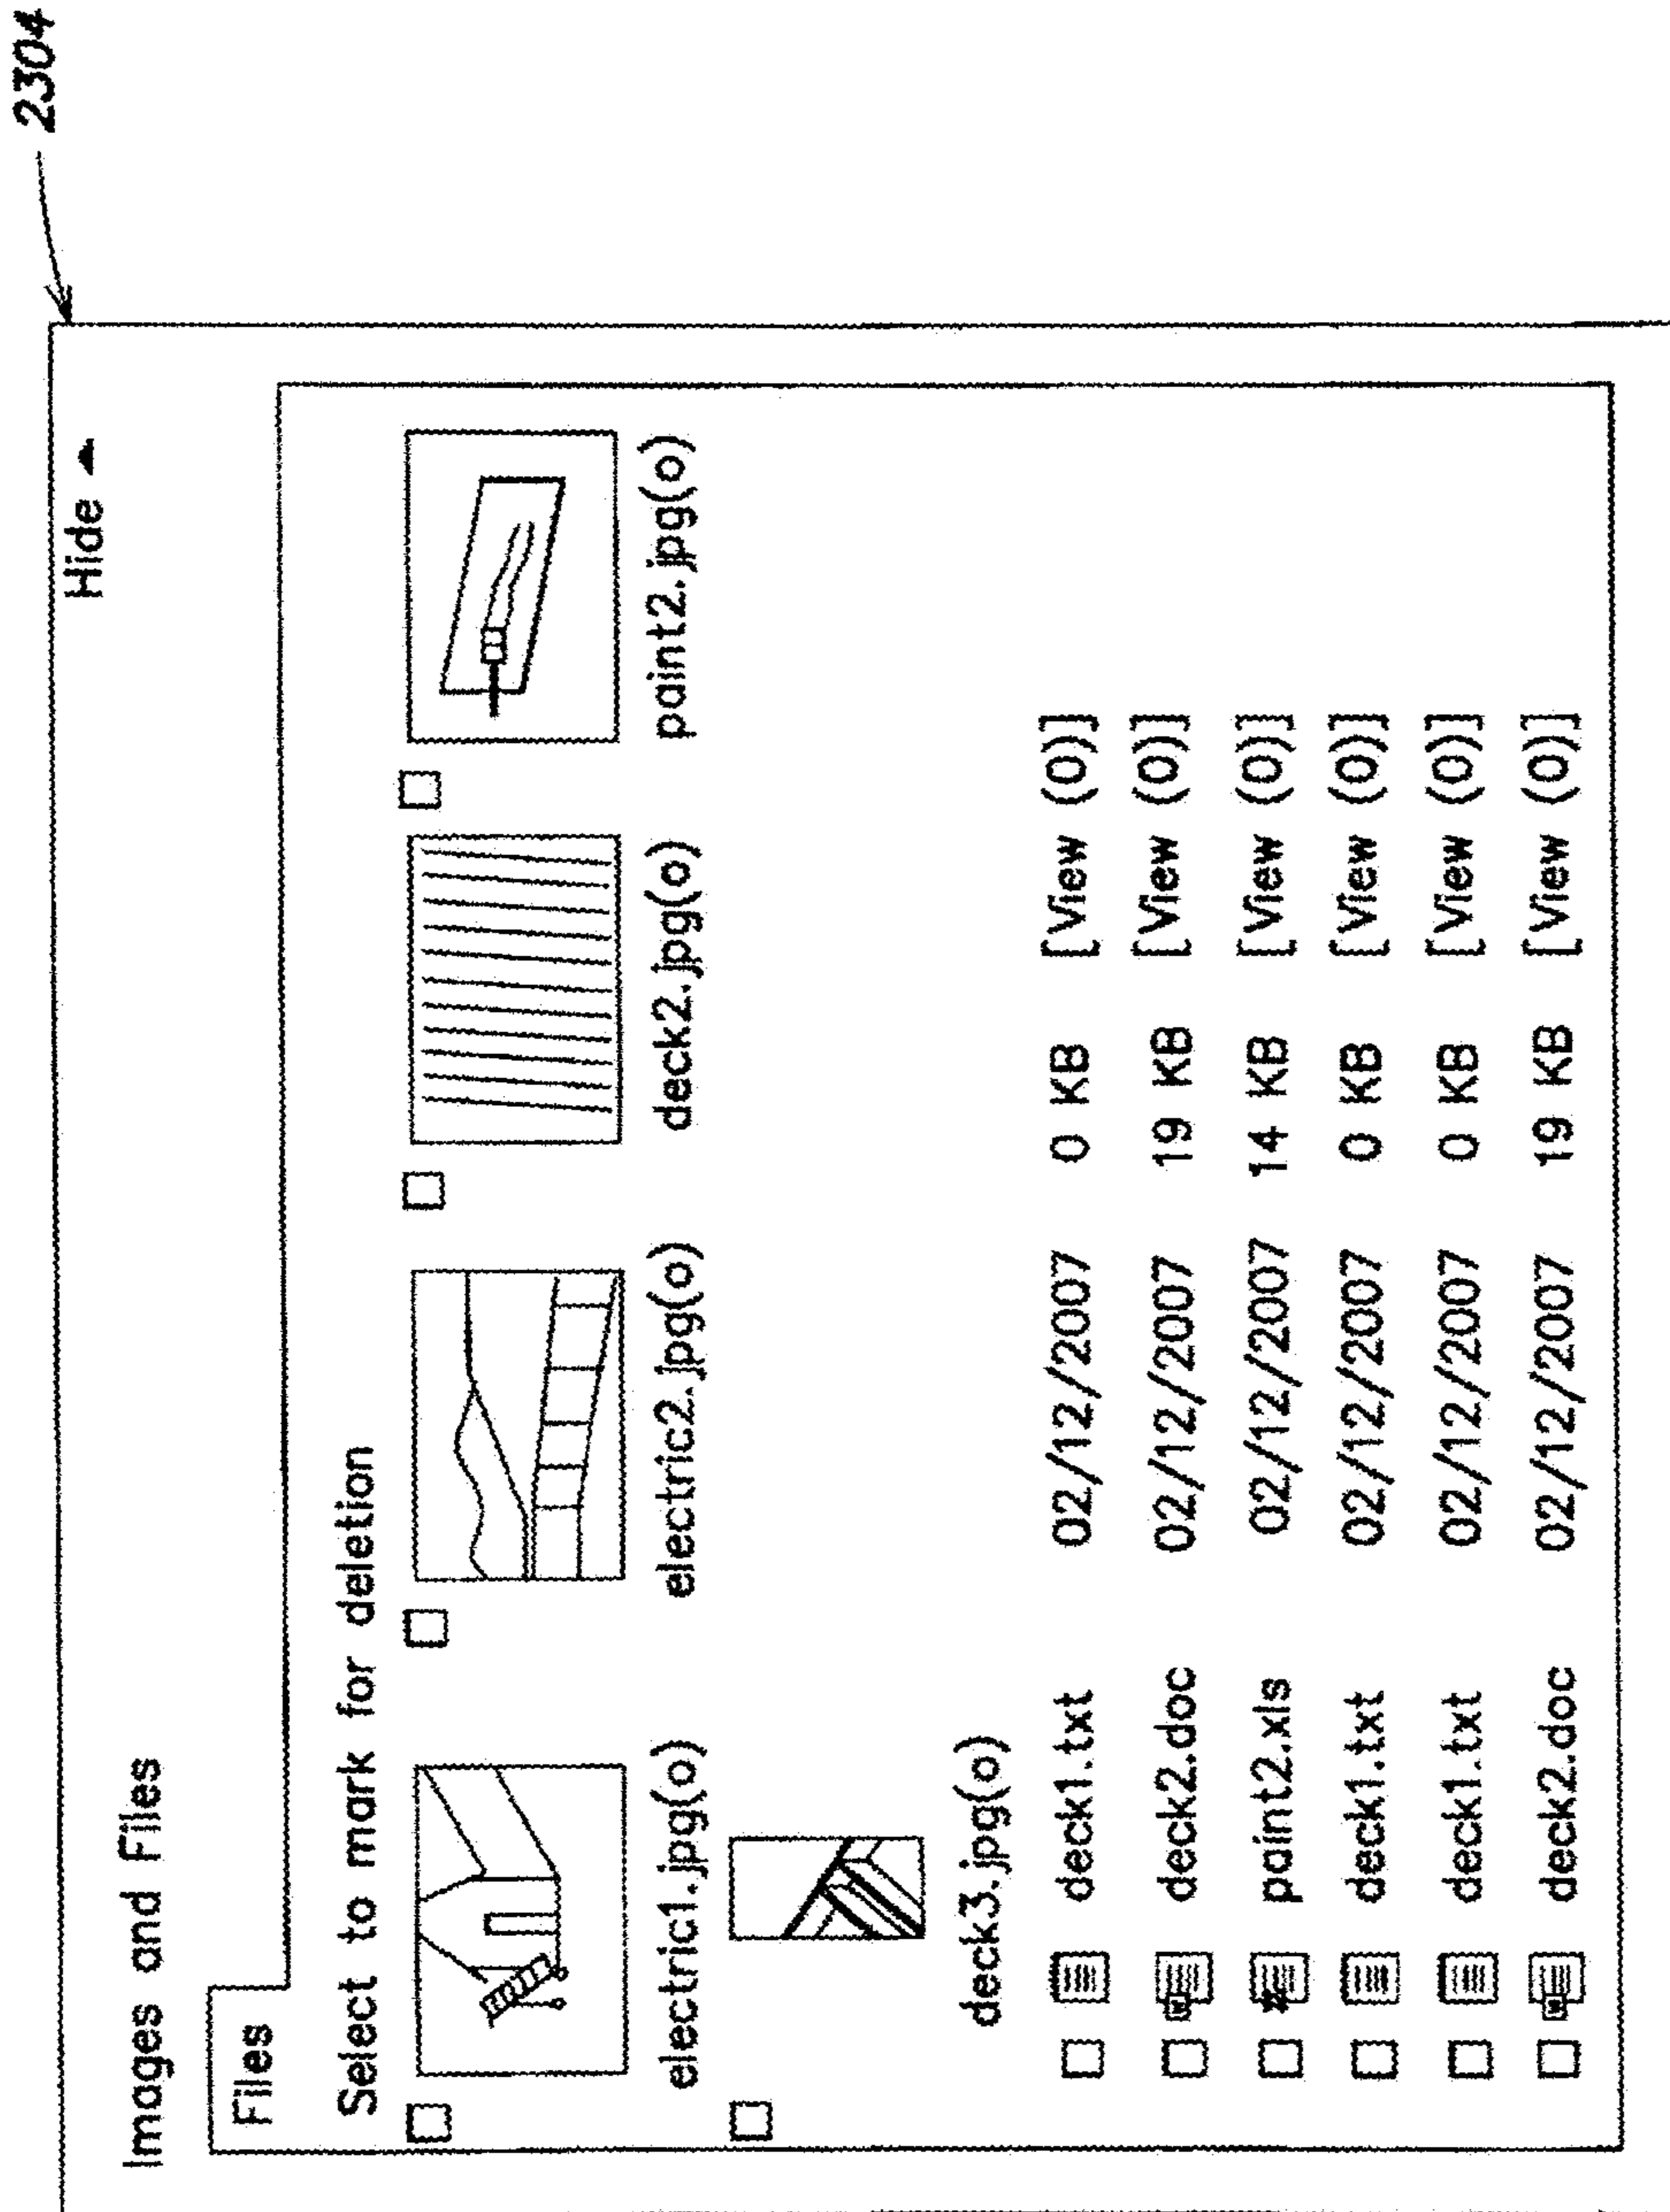 2304
Hide
Images and Files
Files
Select to mark for deletion
electric1.jpg(o) electric2.jpg(o) deck2.jpg(o) paint2.jpg(o)
deck3.jpg(o)
deck1.txt 02/12/2007 0 KB [View (0)]
deck2.doc 02/12/2007 19 KB [View (0)]
paint2.xls 02/12/2007 14 KB [View (0)]
deck1.txt 02/12/2007 0 KB [View (0)]
deck1.txt 02/12/2007 0 KB [View (0)]
deck2.doc 02/12/2007 19 KB [View (0)]